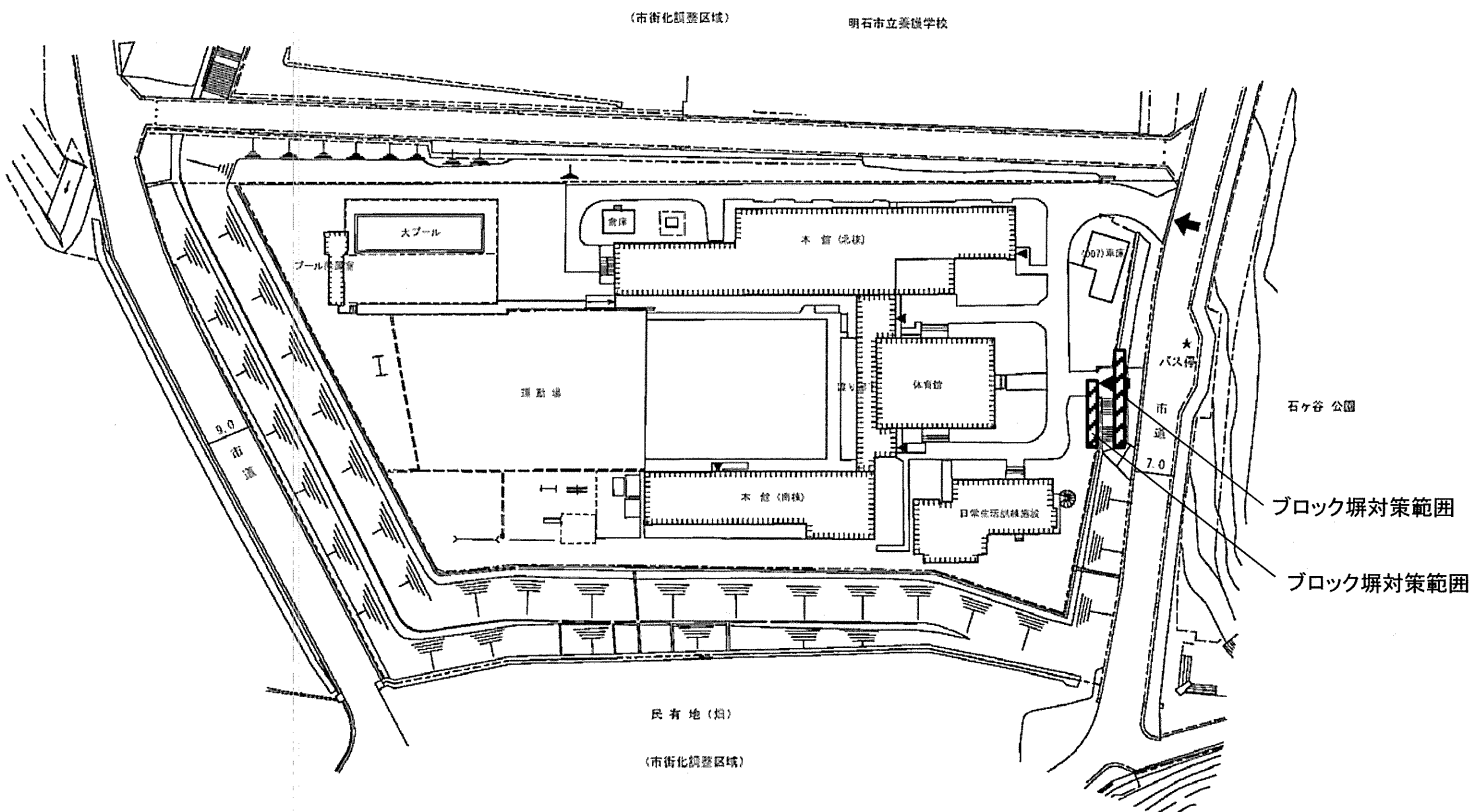 (市街化調整区域)
明石市立養護学校
大プール
倉庫
本館(北棟)
(007)車庫
バス停
運動場
体育館
石ヶ谷 公園
9.0
市道
市道
7.0
本館(南棟)
日常生活訓練施設
ブロック塀対策範囲
ブロック塀対策範囲
民有地(畑)
(市街化調整区域)